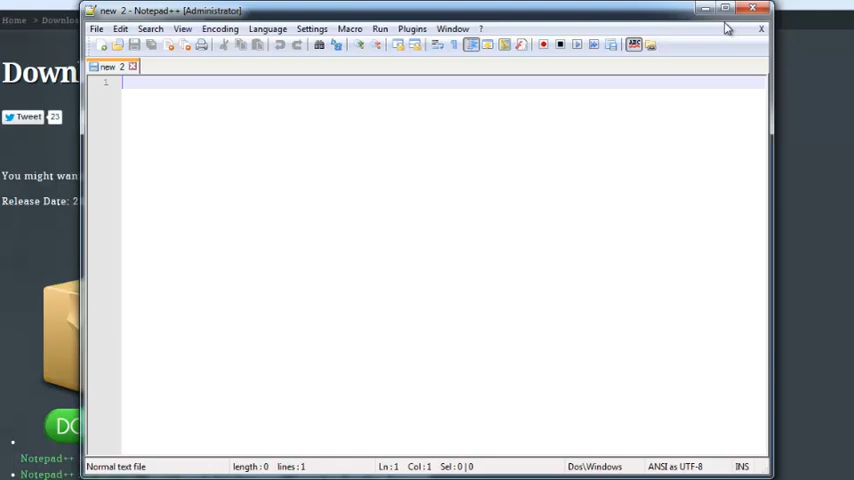 new 2 - Notepad++ [Administrator]
Home > Downloa
File Edit Search View Encoding Language Settings Macro Run Plugins Window ? X
ABC
new 2
1
Down
Tweet 23
You might wan
Release Date: 2
DO
Notepad++
Notepad++
Normal text file length : 0 lines : 1 Ln : 1 Col : 1 Sel : 0 | 0 Dos\Windows ANSI as UTF-8 INS